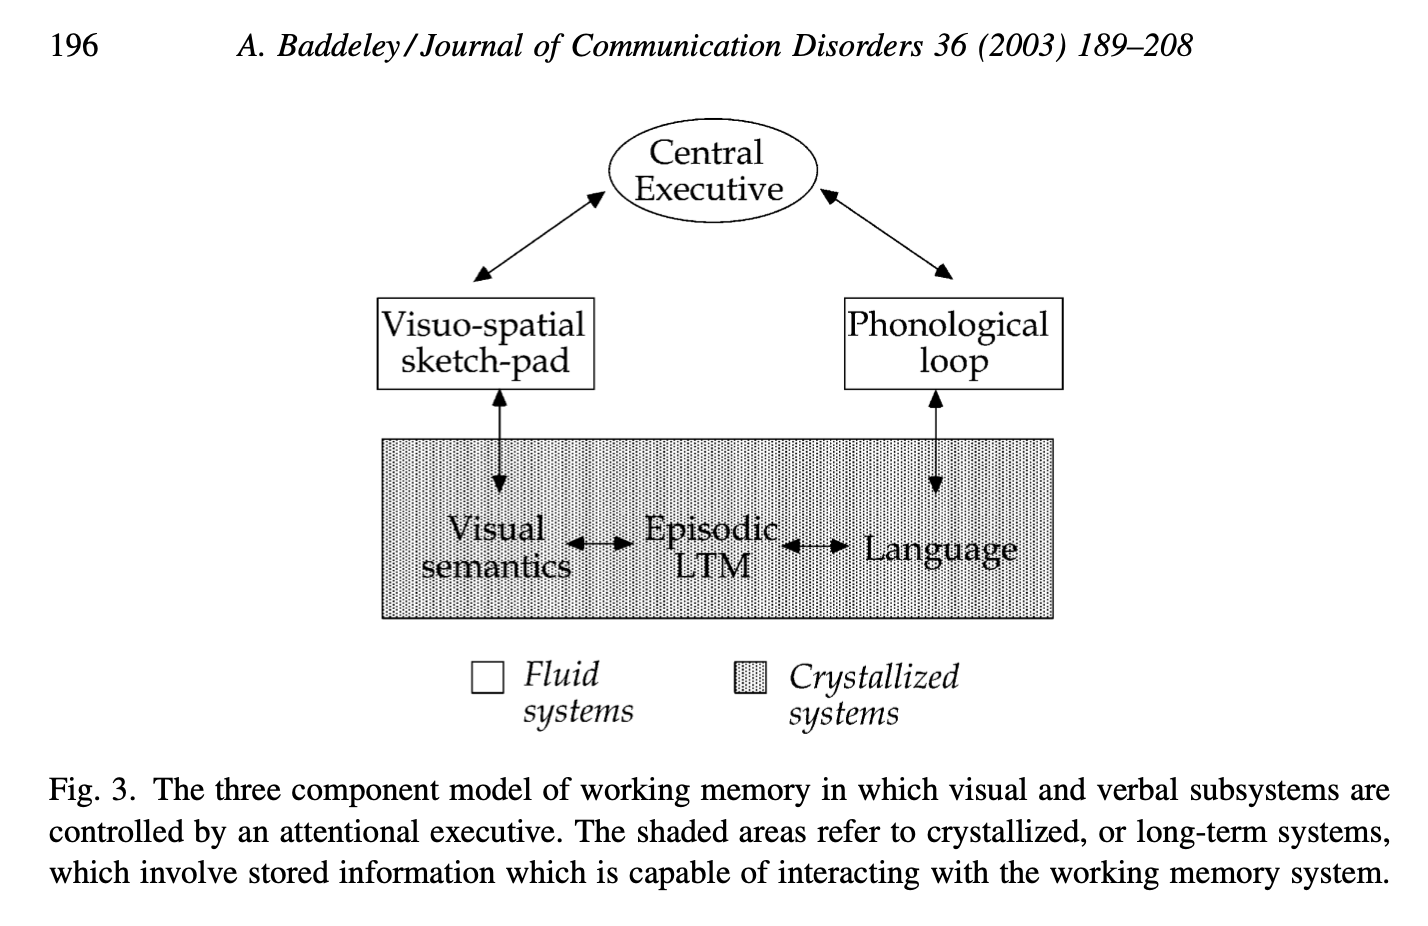 196 A. Baddeley / Journal of Communication Disorders 36 (2003) 189–208
Central
Executive
Visuo-spatial
sketch-pad
Phonological
loop
Visual
semantics
Episodic
LTM
Language
Fluid
systems
Crystallized
systems
Fig. 3. The three component model of working memory in which visual and verbal subsystems are
controlled by an attentional executive. The shaded areas refer to crystallized, or long-term systems,
which involve stored information which is capable of interacting with the working memory system.